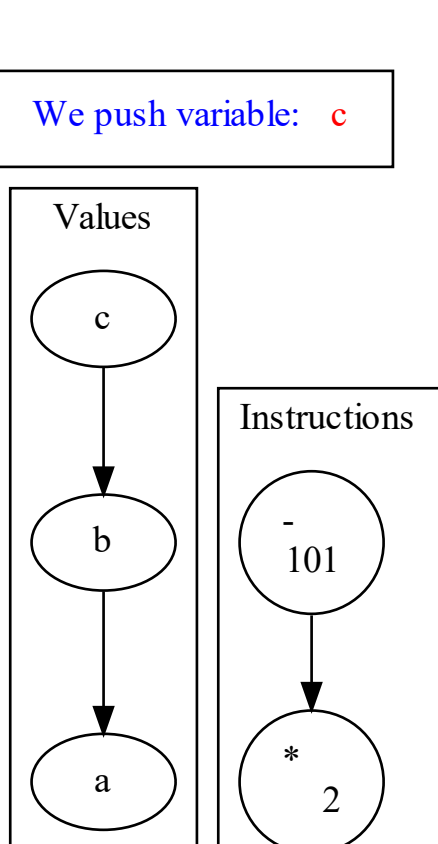 We push variable: c
Values
c
Instructions
b
-
101
a
*
2